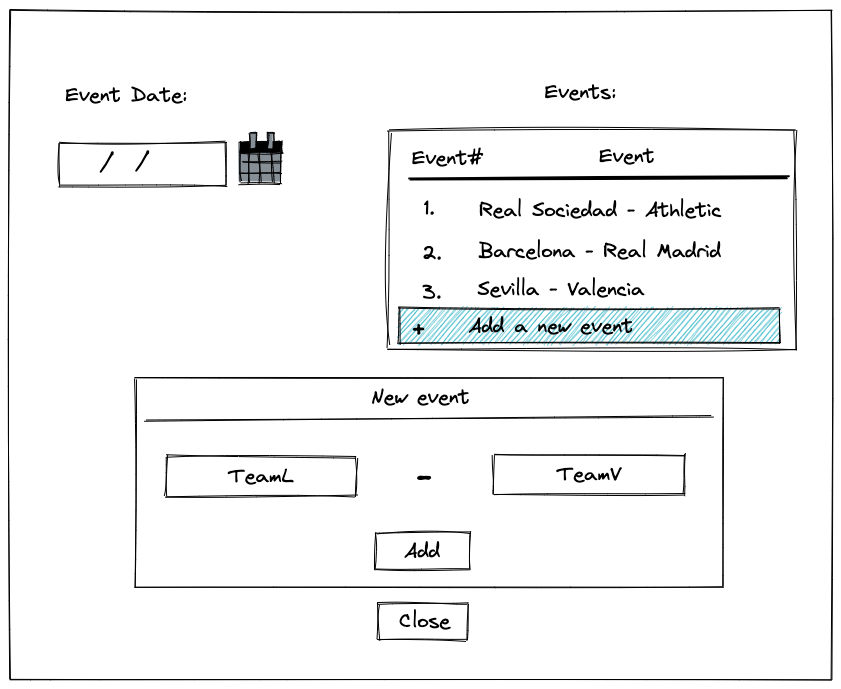 Event Date:
/ /
Events:
Event# Event
1. Real Sociedad - Athletic
2. Barcelona - Real Madrid
3. Sevilla - Valencia
+ Add a new event
New event
TeamL - TeamV
Add
Close